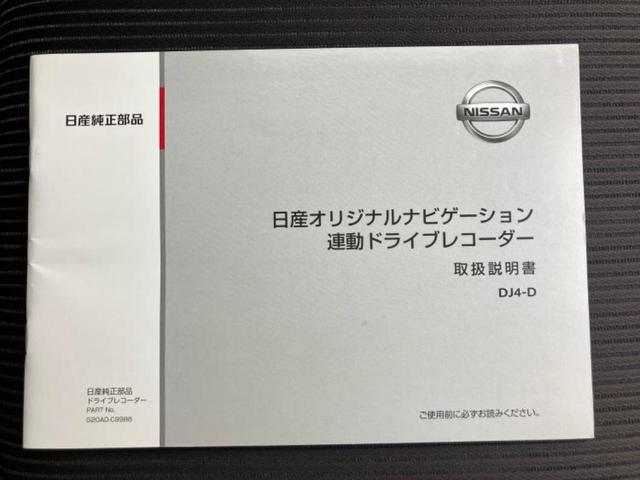 日産純正部品
NISSAN
日産オリジナルナビゲーション
連動ドライブレコーダー
取扱説明書
DJ4-D
日産純正部品
ドライブレコーダー
PART No.
G20A0-C9988
ご使用前に必ずお読みください。